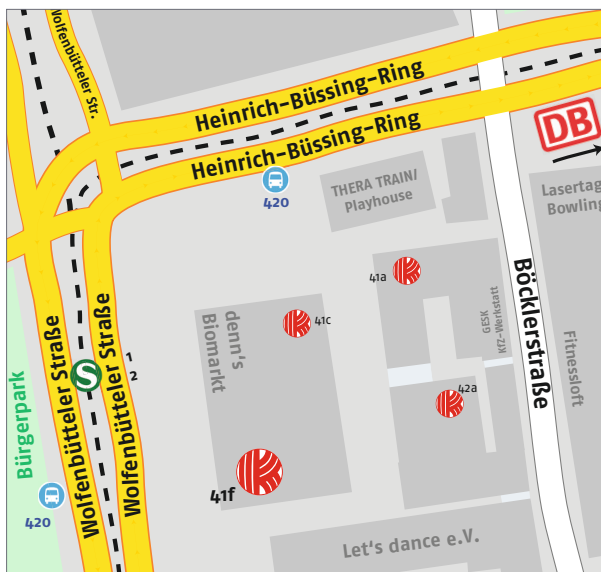 Wolfenbütteler Str.
Heinrich-Büssing-Ring
Heinrich-Büssing-Ring
DB
420
THERA TRAIN/
Playhouse
Lasertag
Bowling
41a
41c
denn's
Biomarkt
GESK
KfZ-Werkstatt
Böcklerstraße
Fitnessloft
Wolfenbütteler Straße
Wolfenbütteler Straße
1
2
S
Bürgerpark
42a
41f
420
Let's dance e.V.